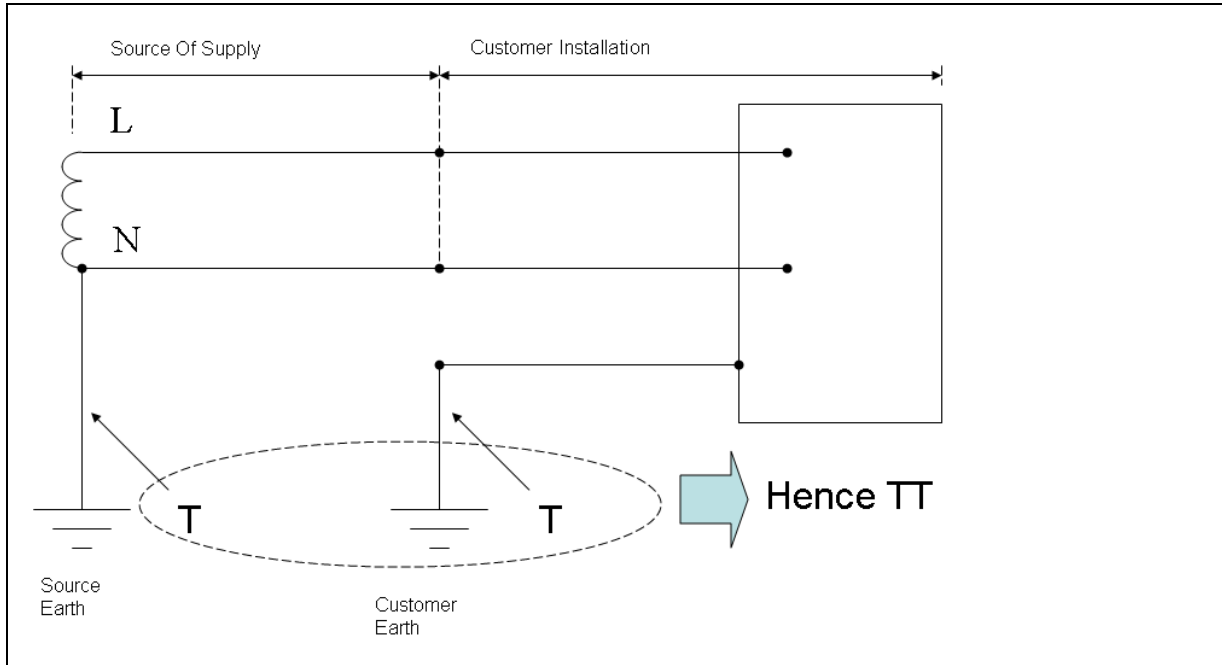 Source Of Supply
Customer Installation
L
N
T
T
Hence TT
Source
Earth
Customer
Earth